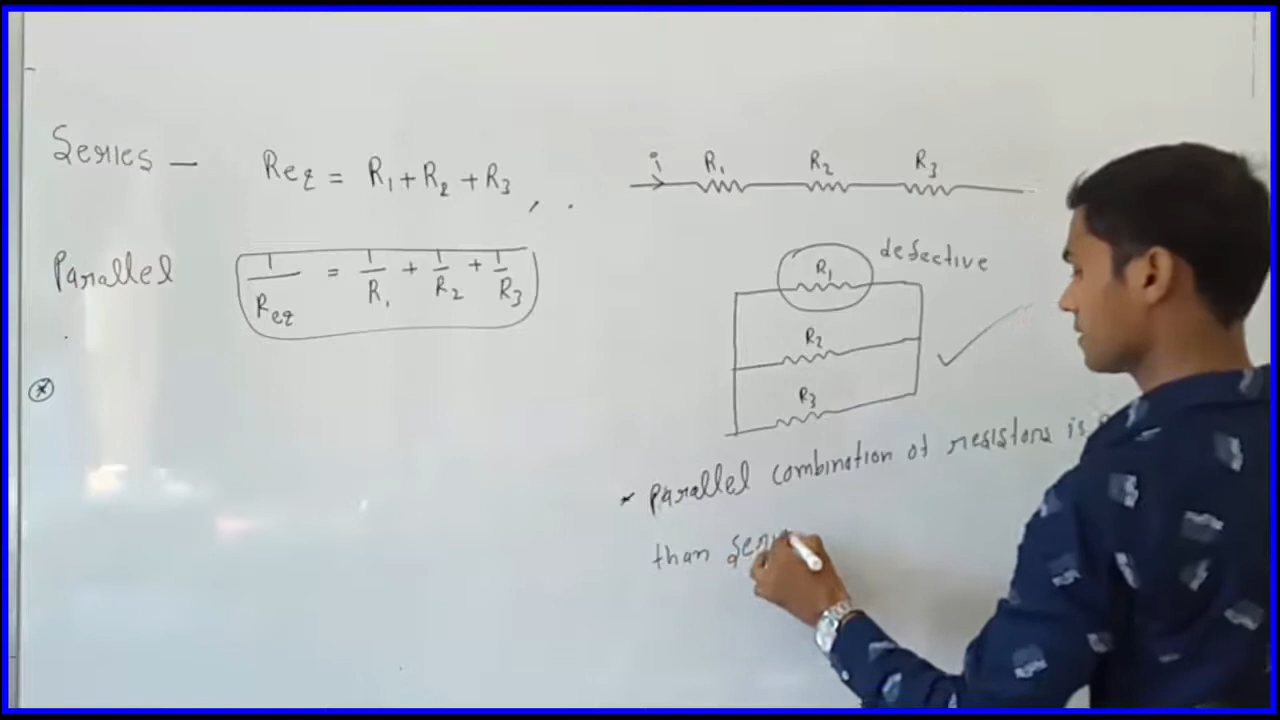 Series – Req = R1 + R2 + R3 , .
i R1 R2 R3
Parallel 1/Req = 1/R1 + 1/R2 + 1/R3
R1 defective
R2
R3
* parallel combination of resistors is
than